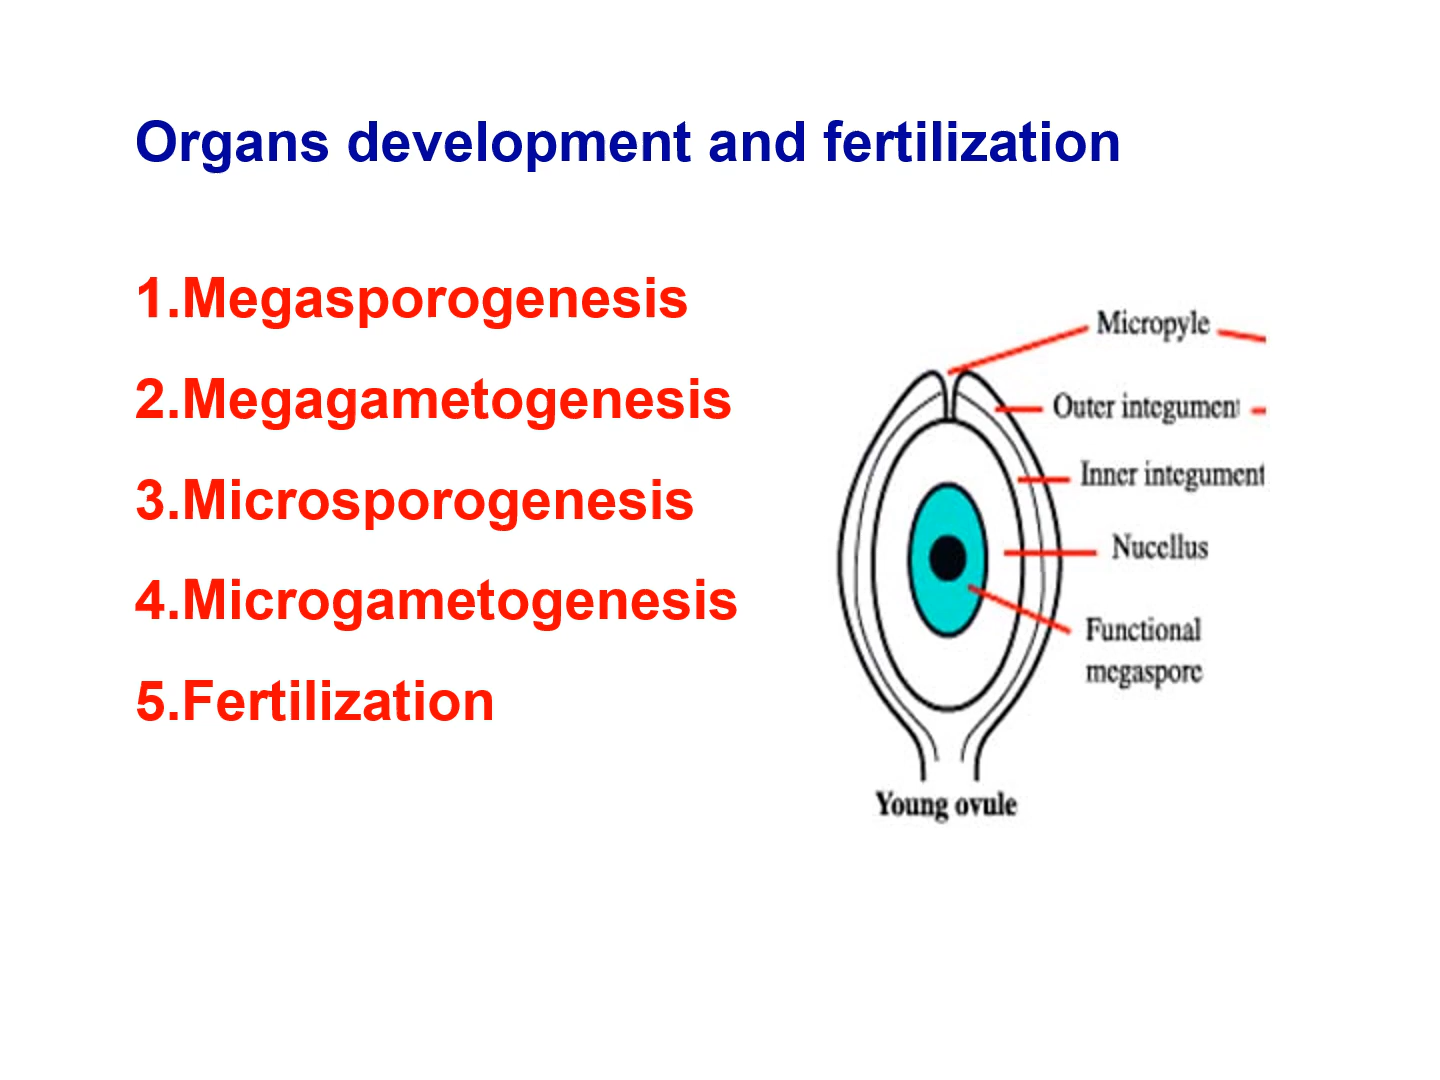 Organs development and fertilization
1.Megasporogenesis
2.Megagametogenesis
3.Microsporogenesis
4.Microgametogenesis
5.Fertilization
Micropyle
Outer integument
Inner integument
Nucellus
Functional
megaspore
Young ovule